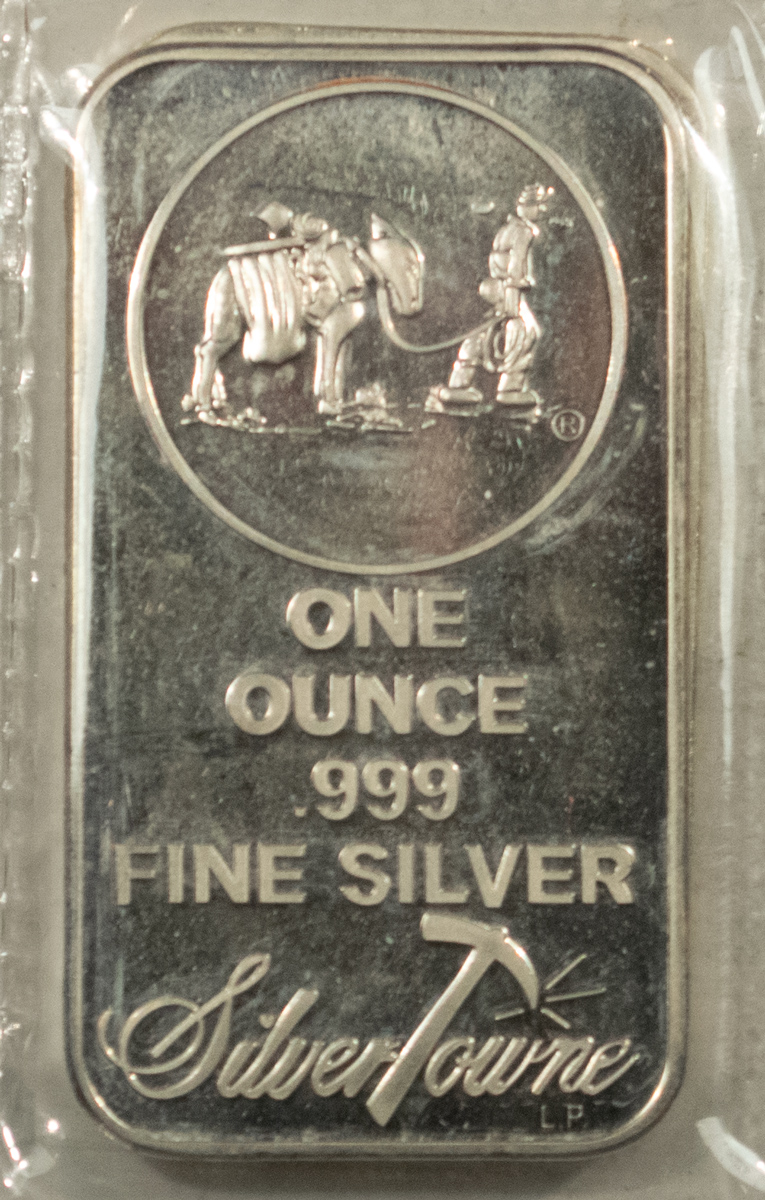 ®
ONE
OUNCE
.999
FINE SILVER
SilverTowne
L.P.